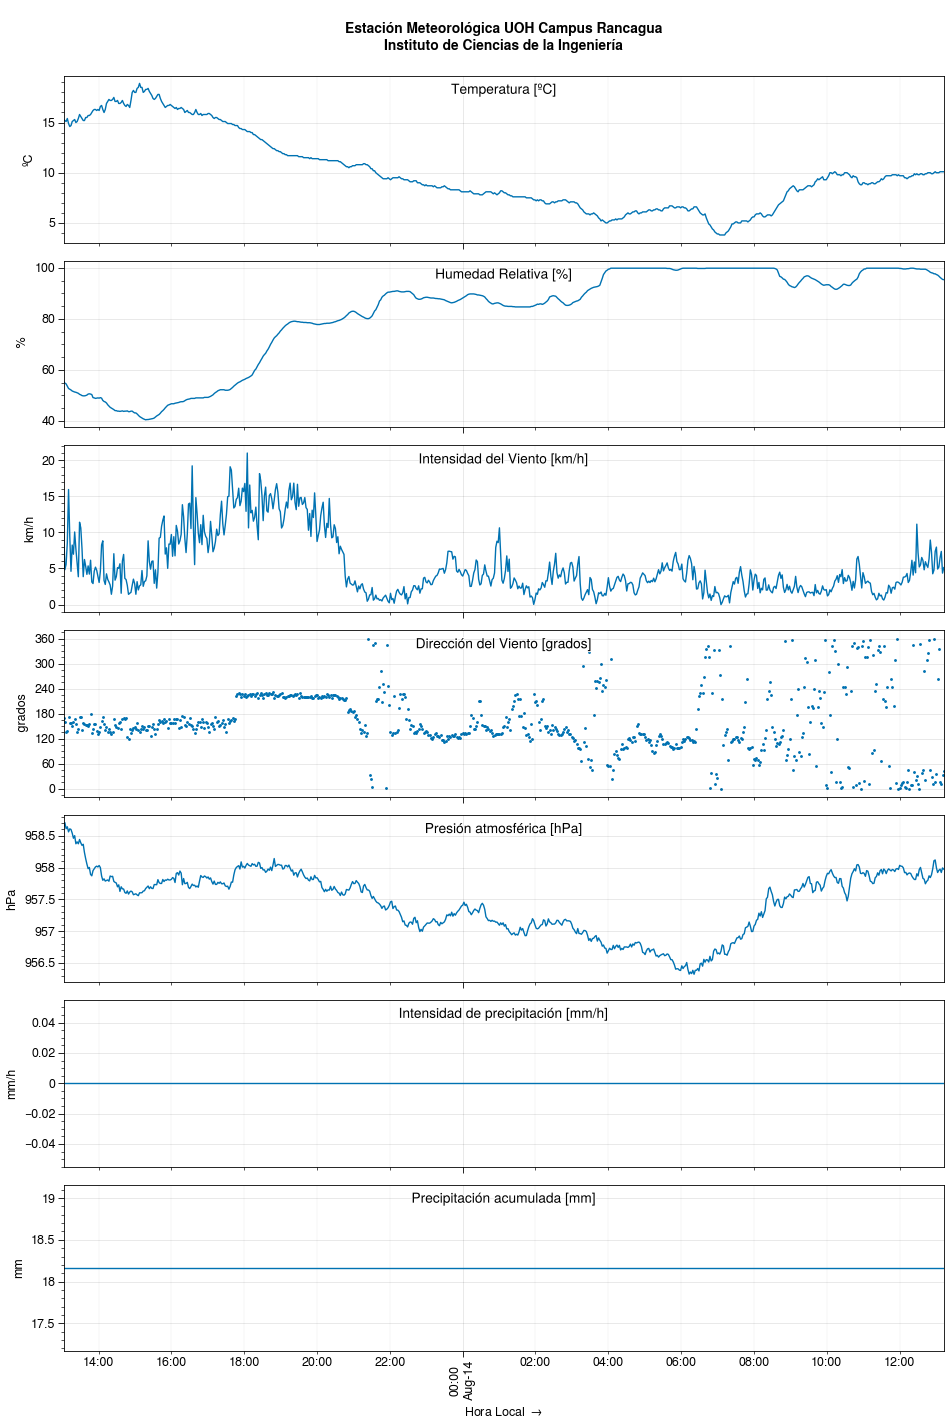 Estación Meteorológica UOH Campus Rancagua
Instituto de Ciencias de la Ingeniería
Temperatura [ºC]
ºC
15
10
5
Humedad Relativa [%]
%
100
80
60
40
Intensidad del Viento [km/h]
km/h
20
15
10
5
0
Dirección del Viento [grados]
grados
360
300
240
180
120
60
0
Presión atmosférica [hPa]
hPa
958.5
958
957.5
957
956.5
Intensidad de precipitación [mm/h]
mm/h
0.04
0.02
0
−0.02
−0.04
Precipitación acumulada [mm]
mm
19
18.5
18
17.5
14:00 16:00 18:00 20:00 22:00 00:00 02:00 04:00 06:00 08:00 10:00 12:00
Aug-14
Hora Local →